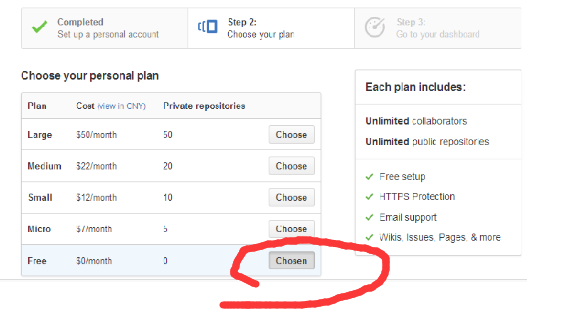 Completed
Set up a personal account
Step 2:
Choose your plan
Step 3:
Go to your dashboard
Choose your personal plan
Plan Cost (view in CNY) Private repositories
Large $50/month 50 Choose
Medium $22/month 20 Choose
Small $12/month 10 Choose
Micro $7/month 5 Choose
Free $0/month 0 Chosen
Each plan includes:
Unlimited collaborators
Unlimited public repositories
Free setup
HTTPS Protection
Email support
Wikis, Issues, Pages, & more